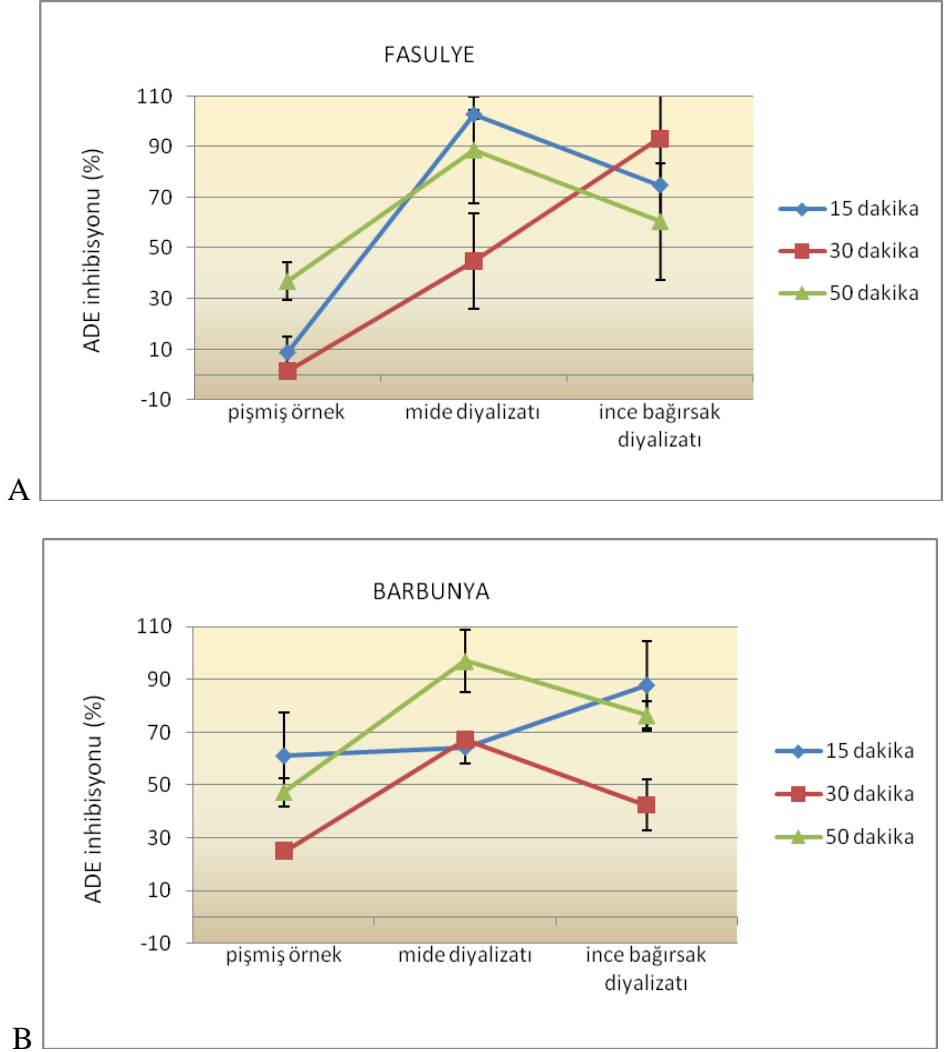 FASULYE
ADE inhibisyonu (%)
110
90
70
50
30
10
-10
pişmiş örnek
mide diyalizatı
ince bağırsak
diyalizatı
15 dakika
30 dakika
50 dakika
A
BARBUNYA
ADE inhibisyonu (%)
110
90
70
50
30
10
-10
pişmiş örnek
mide diyalizatı
ince bağırsak
diyalizatı
15 dakika
30 dakika
50 dakika
B